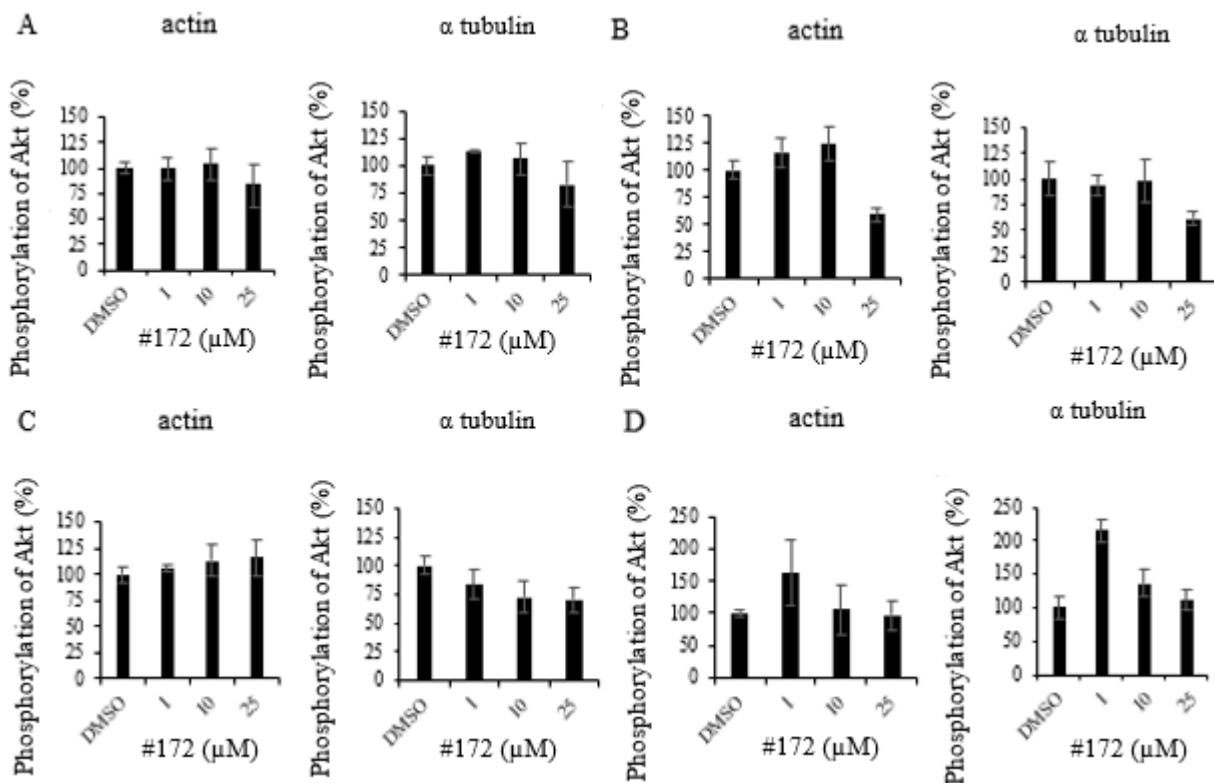 A
actin
α tubulin
Phosphorylation of Akt (%)
150
125
100
75
50
25
0
DMSO
1
10
25
#172 (µM)
Phosphorylation of Akt (%)
150
125
100
75
50
25
0
DMSO
1
10
25
#172 (µM)
B
actin
α tubulin
Phosphorylation of Akt (%)
150
125
100
75
50
25
0
DMSO
1
10
25
#172 (µM)
Phosphorylation of Akt (%)
150
125
100
75
50
25
0
DMSO
1
10
25
#172 (µM)
C
actin
α tubulin
Phosphorylation of Akt (%)
150
125
100
75
50
25
0
DMSO
1
10
25
#172 (µM)
Phosphorylation of Akt (%)
150
125
100
75
50
25
0
DMSO
1
10
25
#172 (µM)
D
actin
α tubulin
Phosphorylation of Akt (%)
250
200
150
100
50
0
DMSO
1
10
25
#172 (µM)
Phosphorylation of Akt (%)
250
200
150
100
50
0
DMSO
1
10
25
#172 (µM)